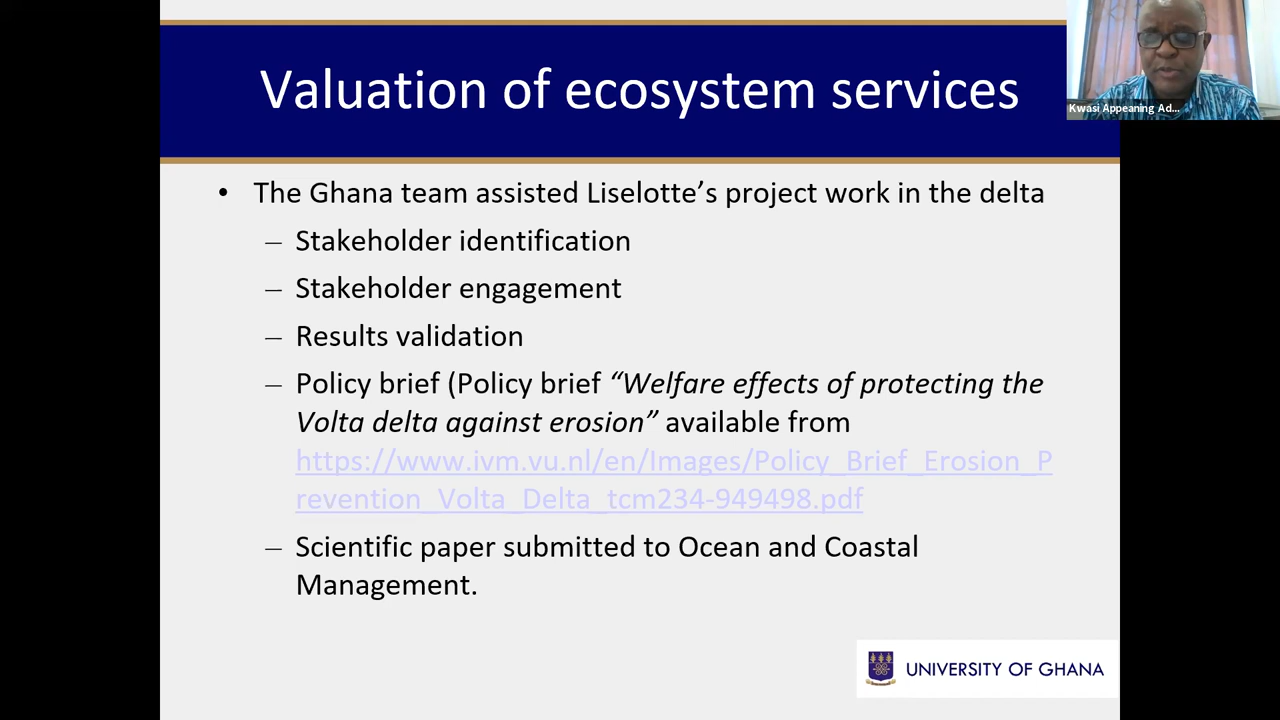 Valuation of ecosystem services
Kwasi Appeaning Ad...
• The Ghana team assisted Liselotte’s project work in the delta
– Stakeholder identification
– Stakeholder engagement
– Results validation
– Policy brief (Policy brief “Welfare effects of protecting the
Volta delta against erosion” available from
https://www.ivm.vu.nl/en/Images/Policy_Brief_Erosion_P
revention_Volta_Delta_tcm234-949498.pdf
– Scientific paper submitted to Ocean and Coastal
Management.
UNIVERSITY OF GHANA